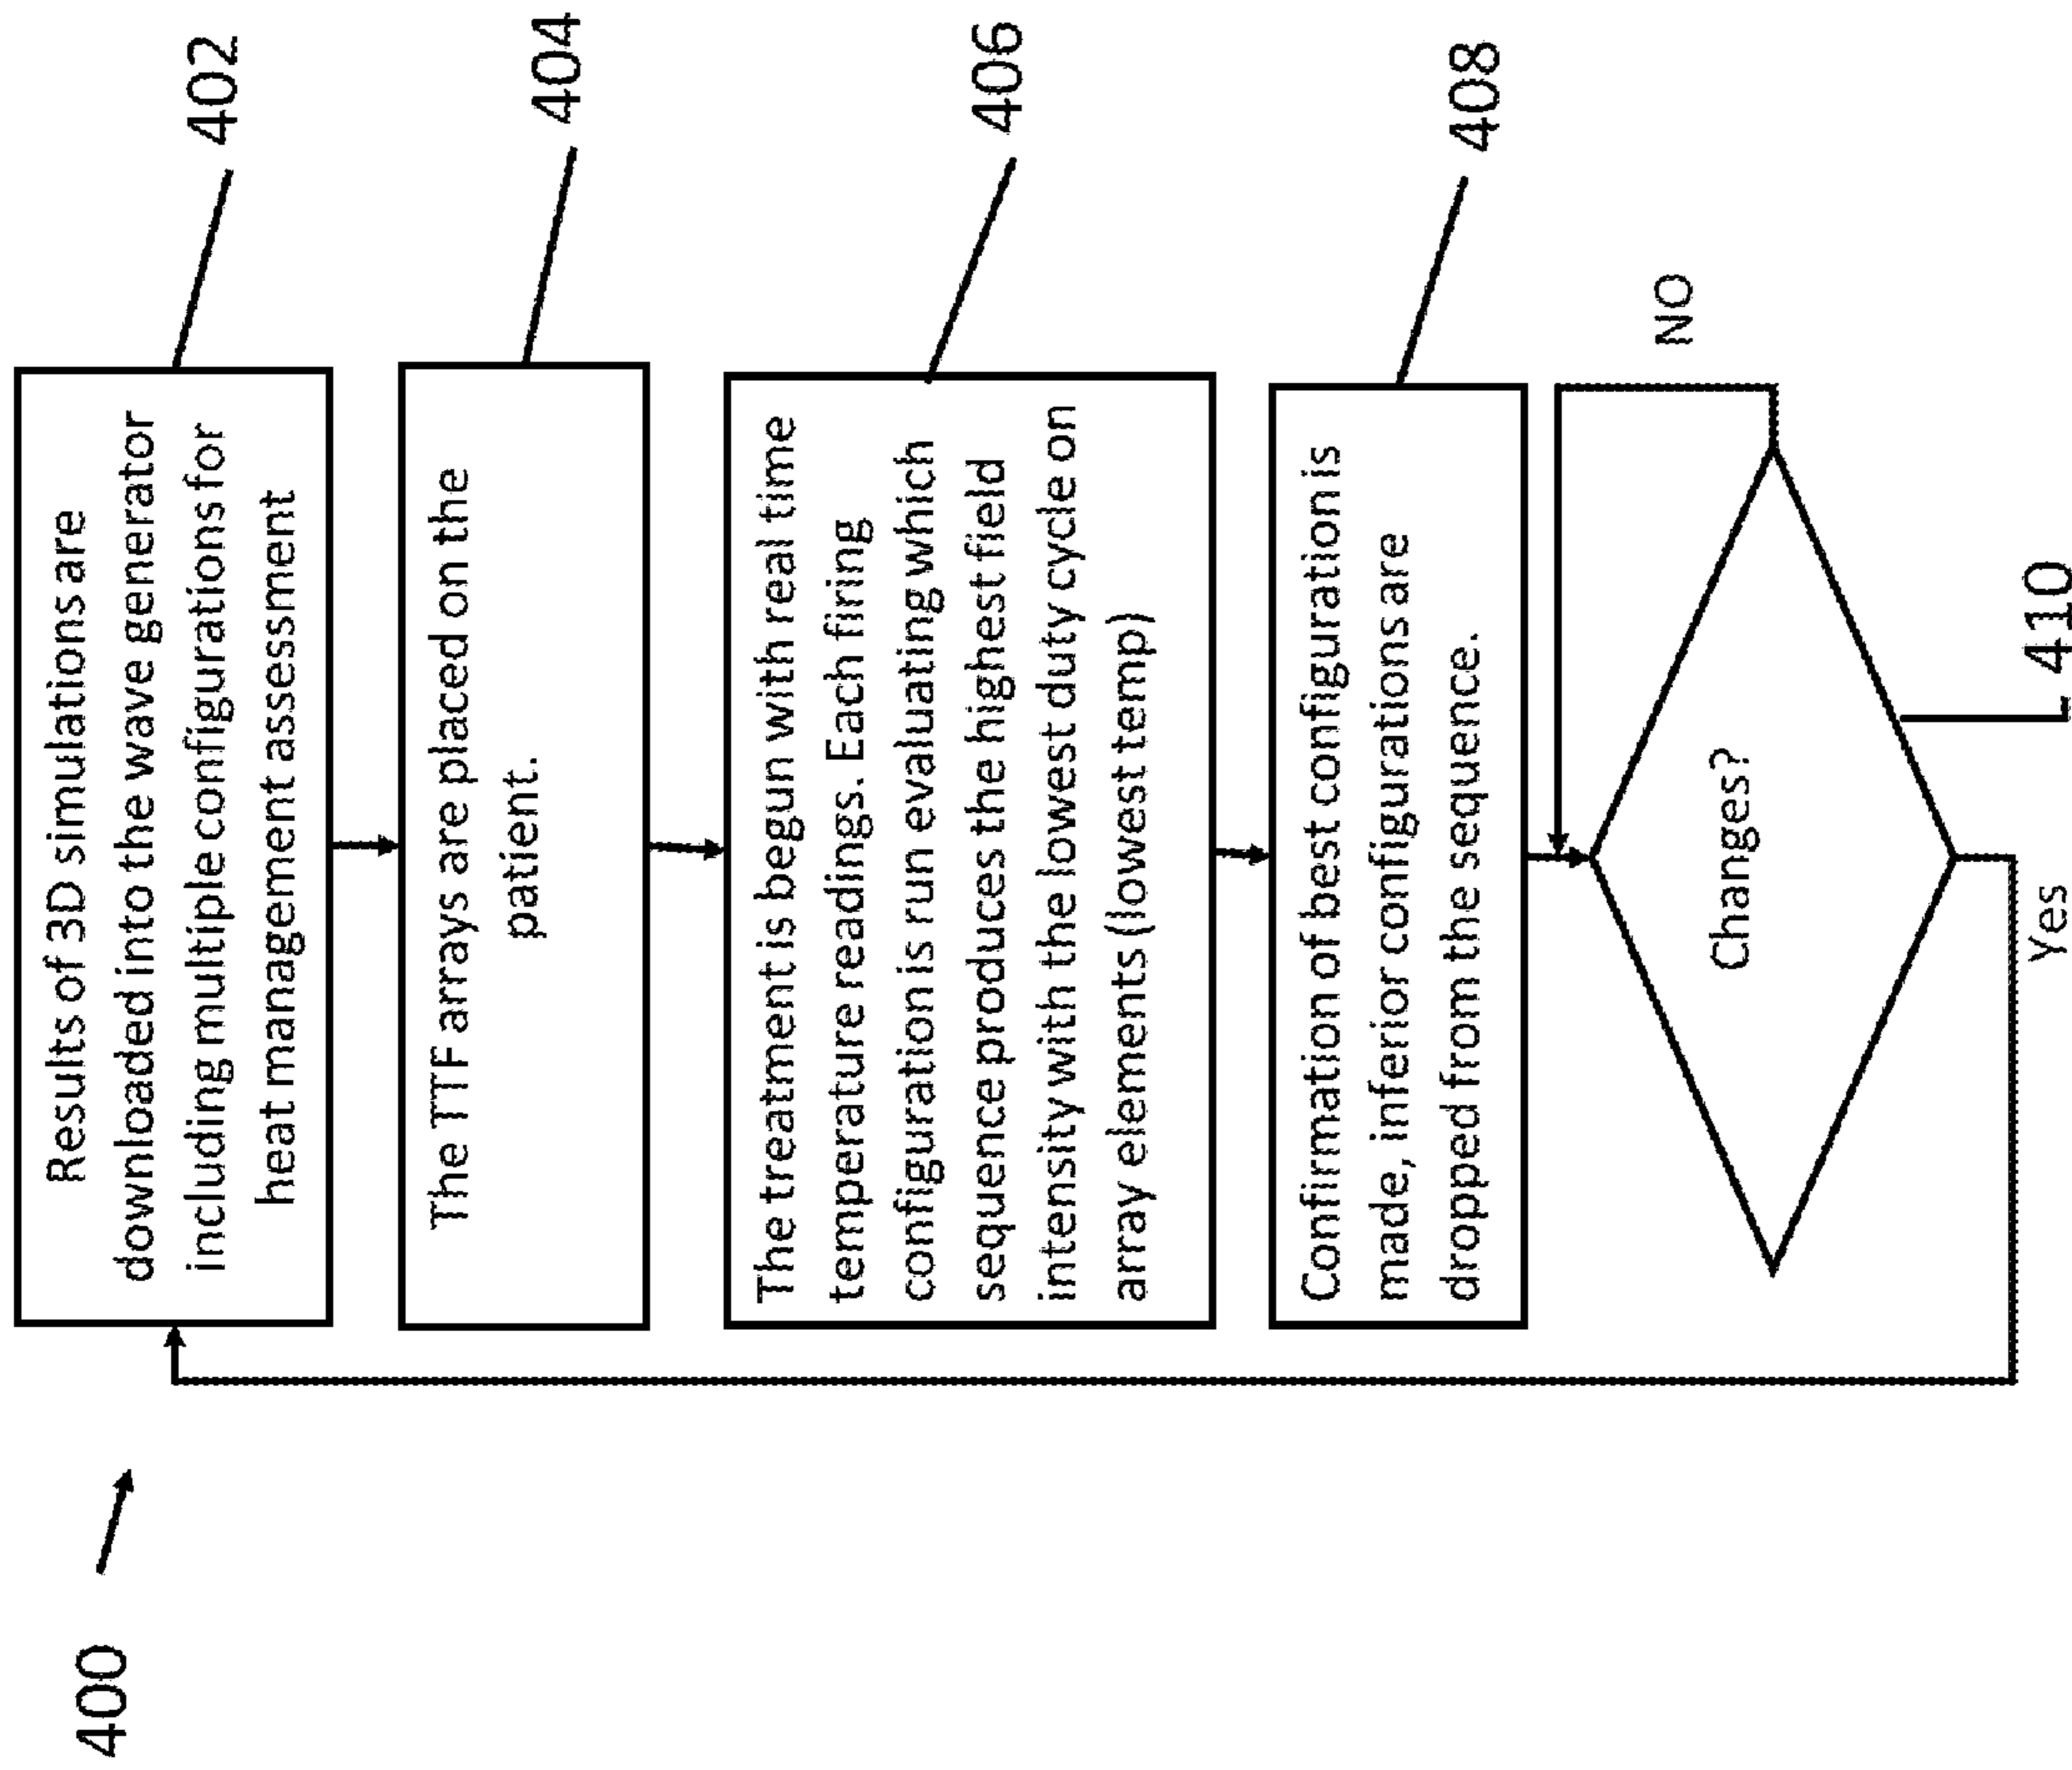 400
Results of 3D simulations are
downloaded into the wave generator
including multiple configurations for
heat management assessment
402
The TTF arrays are placed on the
patient.
404
The treatment is begun with real time
temperature readings. Each firing
configuration is run evaluating which
sequence produces the highest field
intensity with the lowest duty cycle on
array elements (lowest temp)
406
Confirmation of best configuration is
made, inferior configurations are
dropped from the sequence.
408
NO
Changes?
410
Yes